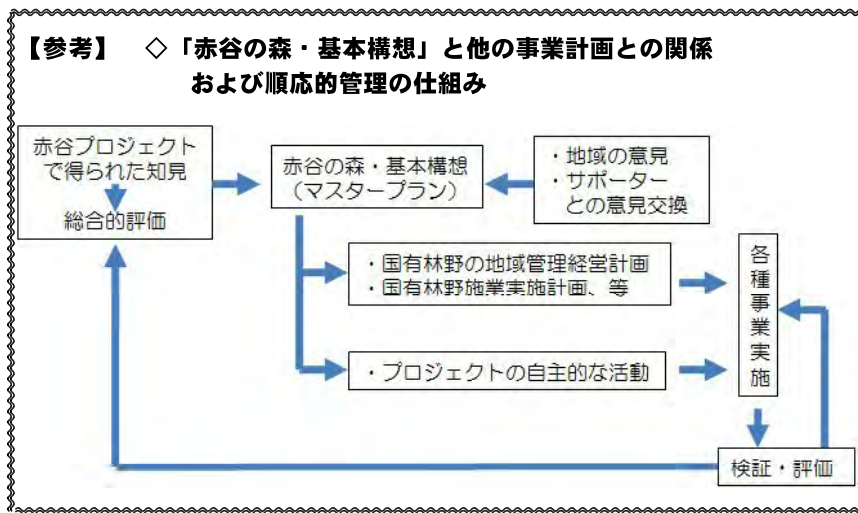 【参考】 ◇「赤谷の森・基本構想」と他の事業計画との関係
および順応的管理の仕組み
赤谷プロジェクト
で得られた知見
総合的評価
赤谷の森・基本構想
（マスタープラン）
・地域の意見
・サポーター
との意見交換
・国有林野の地域管理経営計画
・国有林野施業実施計画、等
・プロジェクトの自主的な活動
各種事業実施
検証・評価